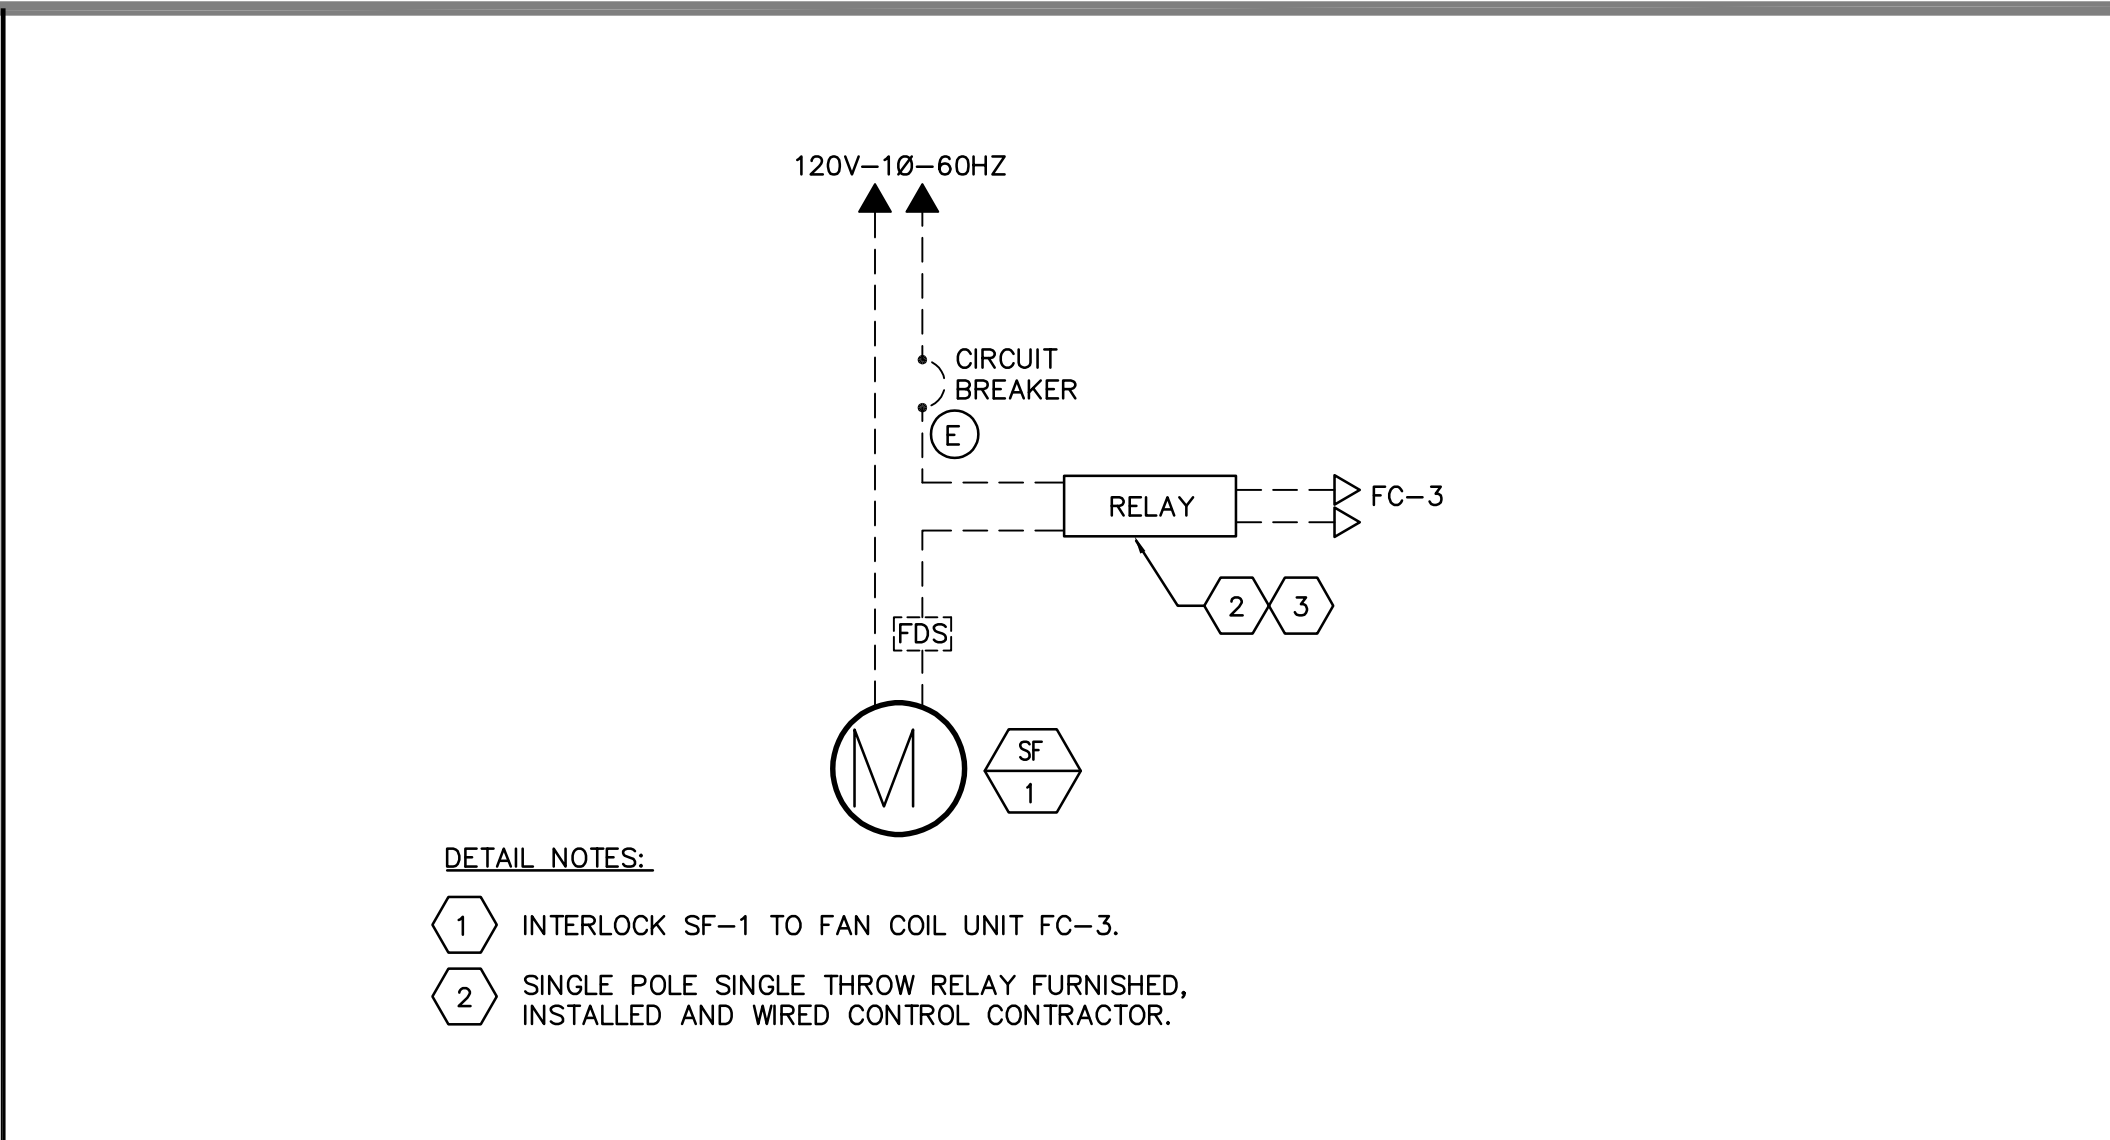 120V-1Ø-60HZ
CIRCUIT
BREAKER
E
RELAY
FC-3
2 3
FDS
M
SF
1
DETAIL NOTES:
1 INTERLOCK SF-1 TO FAN COIL UNIT FC-3.
2 SINGLE POLE SINGLE THROW RELAY FURNISHED,
INSTALLED AND WIRED CONTROL CONTRACTOR.